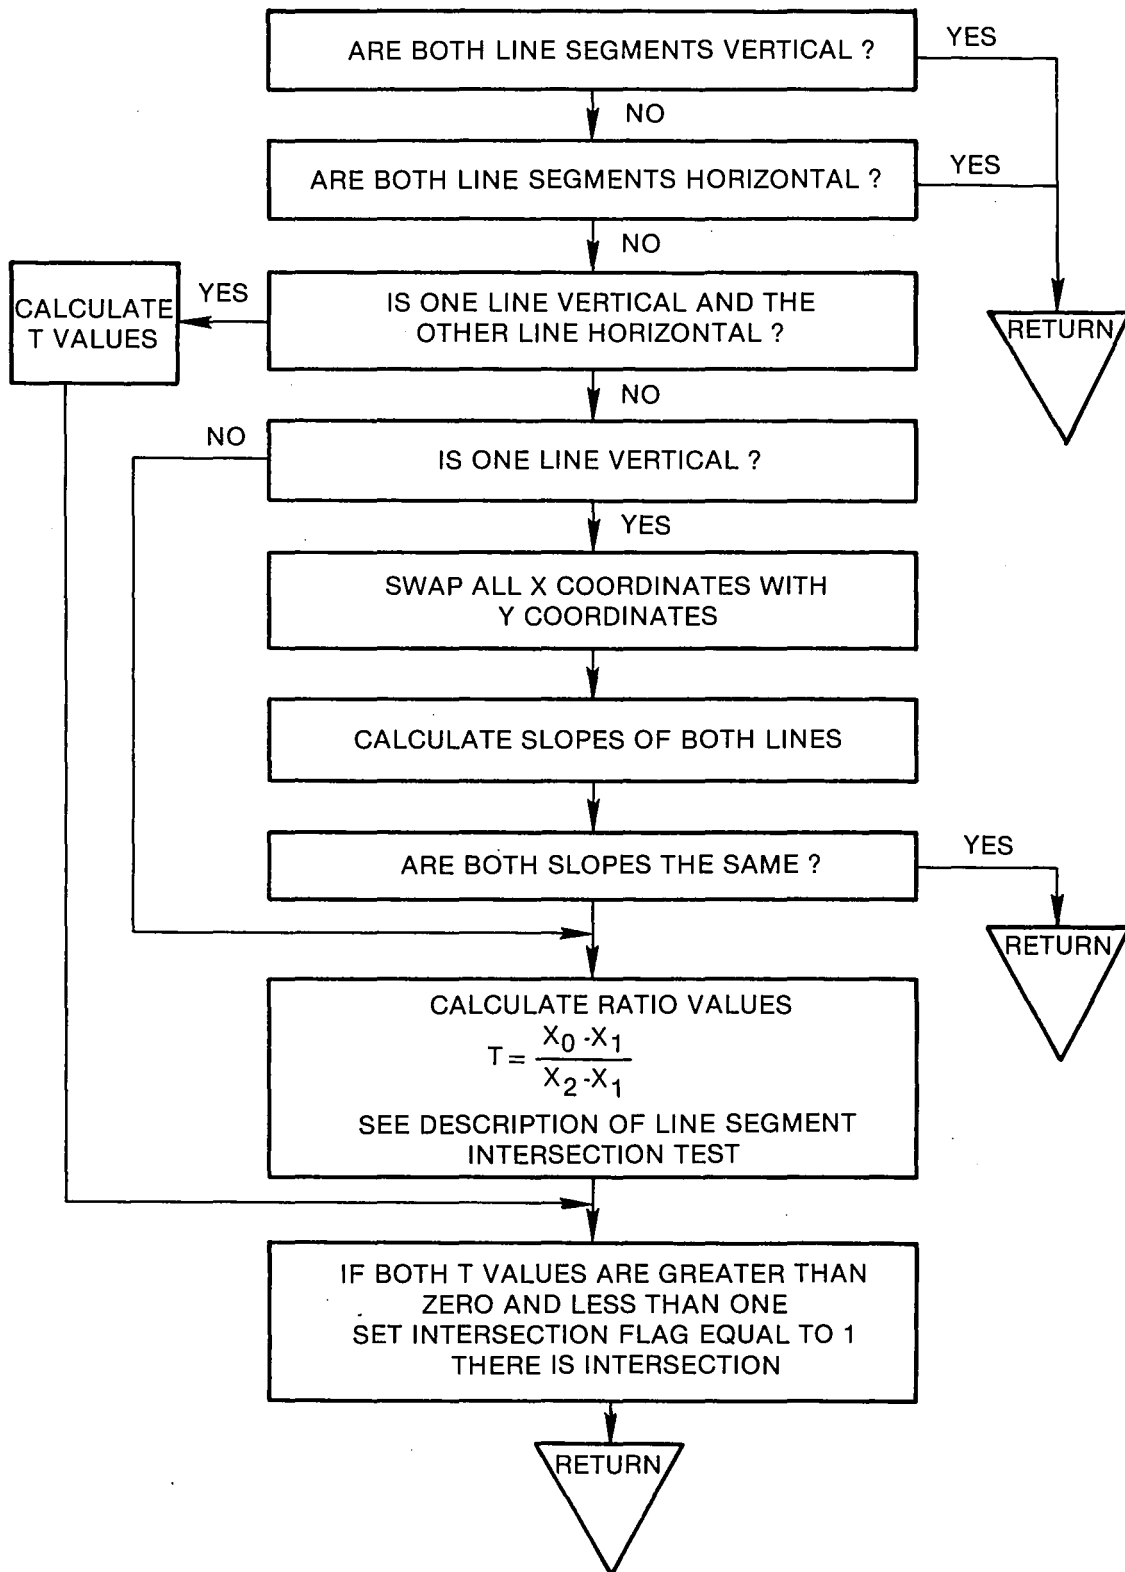 ARE BOTH LINE SEGMENTS VERTICAL ?
YES
NO
ARE BOTH LINE SEGMENTS HORIZONTAL ?
YES
NO
CALCULATE
T VALUES
YES
IS ONE LINE VERTICAL AND THE
OTHER LINE HORIZONTAL ?
RETURN
NO
NO
IS ONE LINE VERTICAL ?
YES
SWAP ALL X COORDINATES WITH
Y COORDINATES
CALCULATE SLOPES OF BOTH LINES
ARE BOTH SLOPES THE SAME ?
YES
RETURN
CALCULATE RATIO VALUES
T = (X₀ - X₁) / (X₂ - X₁)
SEE DESCRIPTION OF LINE SEGMENT
INTERSECTION TEST
IF BOTH T VALUES ARE GREATER THAN
ZERO AND LESS THAN ONE
SET INTERSECTION FLAG EQUAL TO 1
THERE IS INTERSECTION
RETURN